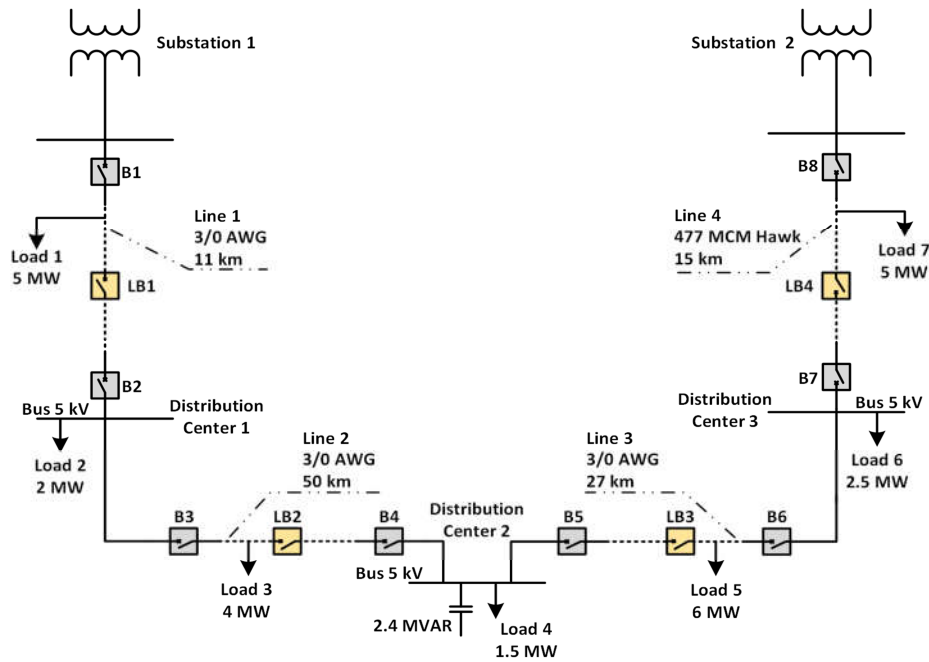 Substation 1
Substation 2
B1
B8
Line 1
3/0 AWG
11 km
Line 4
477 MCM Hawk
15 km
Load 1
5 MW
Load 7
5 MW
LB1
LB4
B2
B7
Bus 5 kV
Distribution
Center 1
Distribution
Center 3
Bus 5 kV
Load 2
2 MW
Line 2
3/0 AWG
50 km
Line 3
3/0 AWG
27 km
Load 6
2.5 MW
B3
LB2
B4
Distribution
Center 2
B5
LB3
B6
Bus 5 kV
Load 3
4 MW
2.4 MVAR
Load 4
1.5 MW
Load 5
6 MW